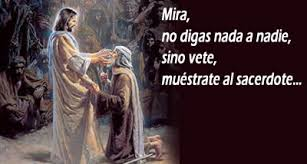 Mira,
no digas nada a nadie,
sino vete,
muéstrate al sacerdote...